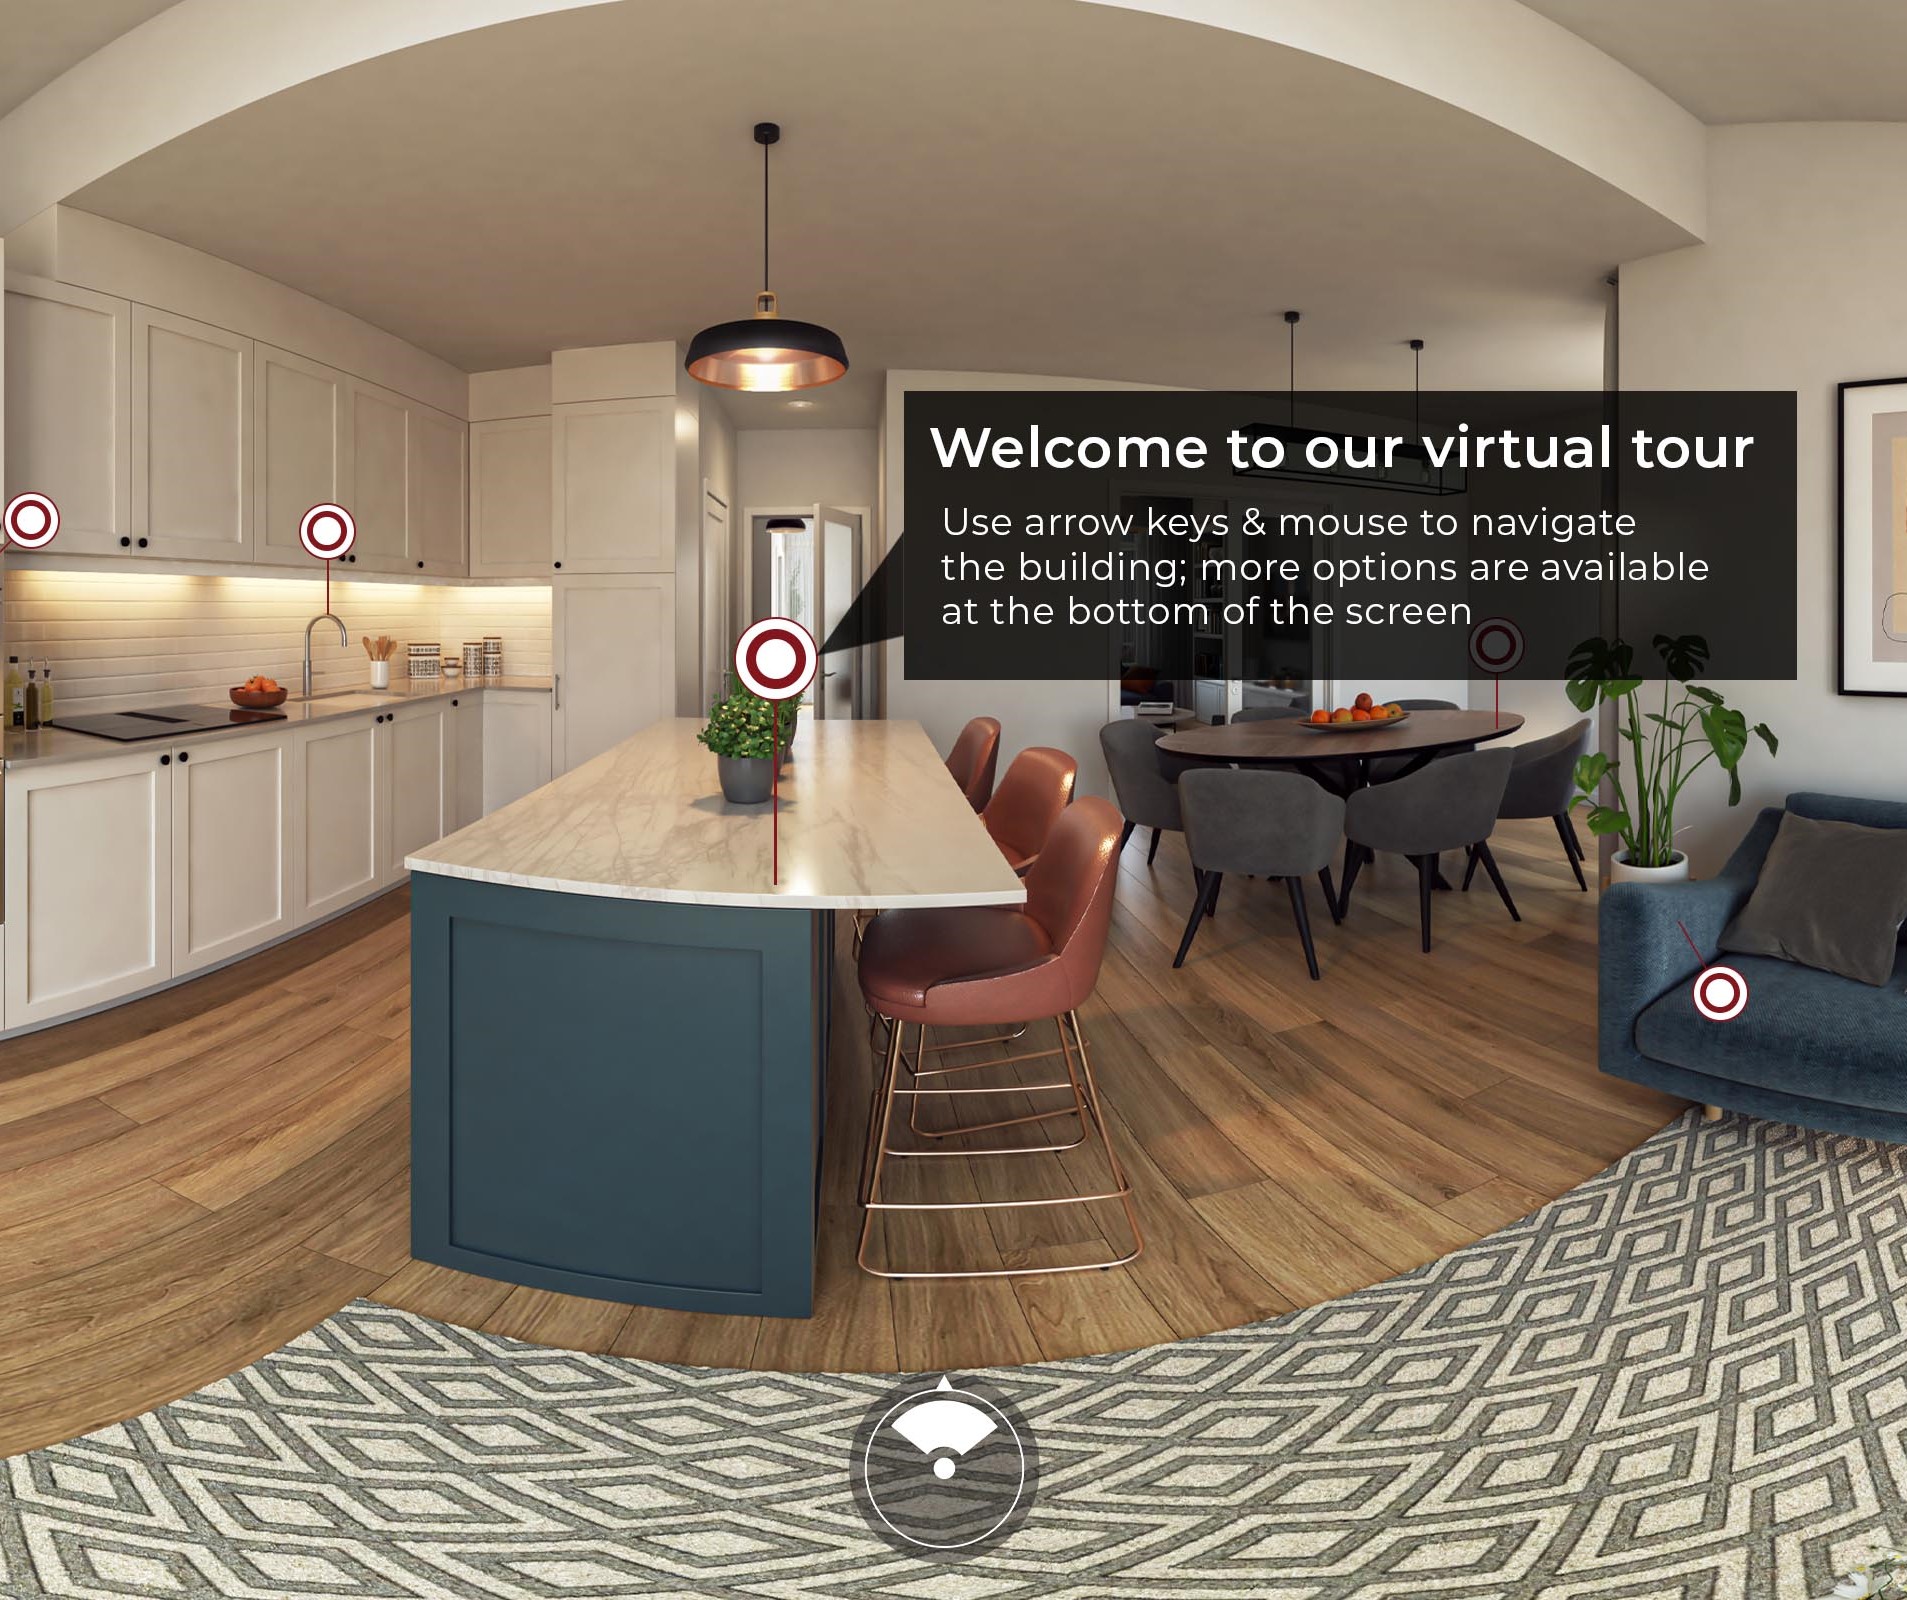 Welcome to our virtual tour
Use arrow keys & mouse to navigate
the building; more options are available
at the bottom of the screen